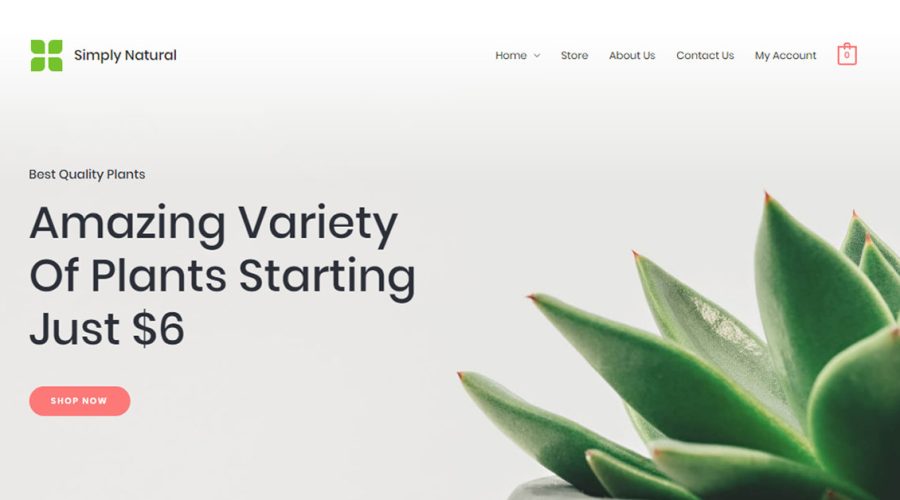 Simply Natural
Home Store About Us Contact Us My Account 0
Best Quality Plants
Amazing Variety
Of Plants Starting
Just $6
SHOP NOW